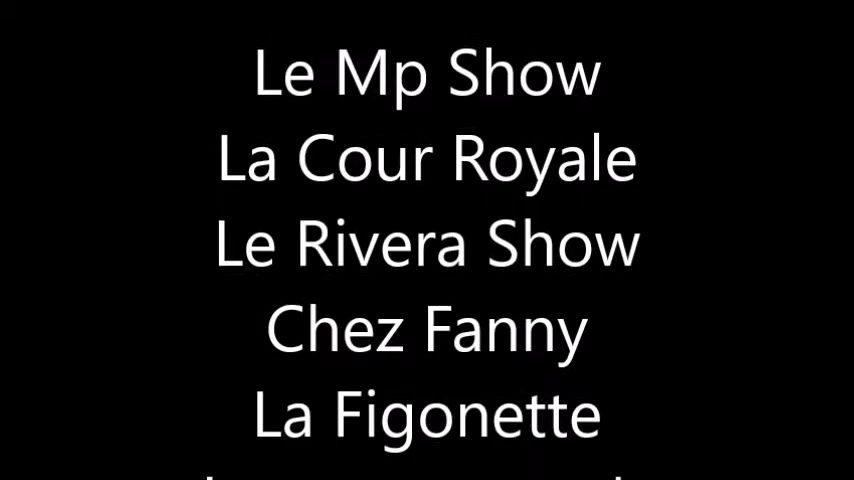 Le Mp Show
La Cour Royale
Le Rivera Show
Chez Fanny
La Figonette